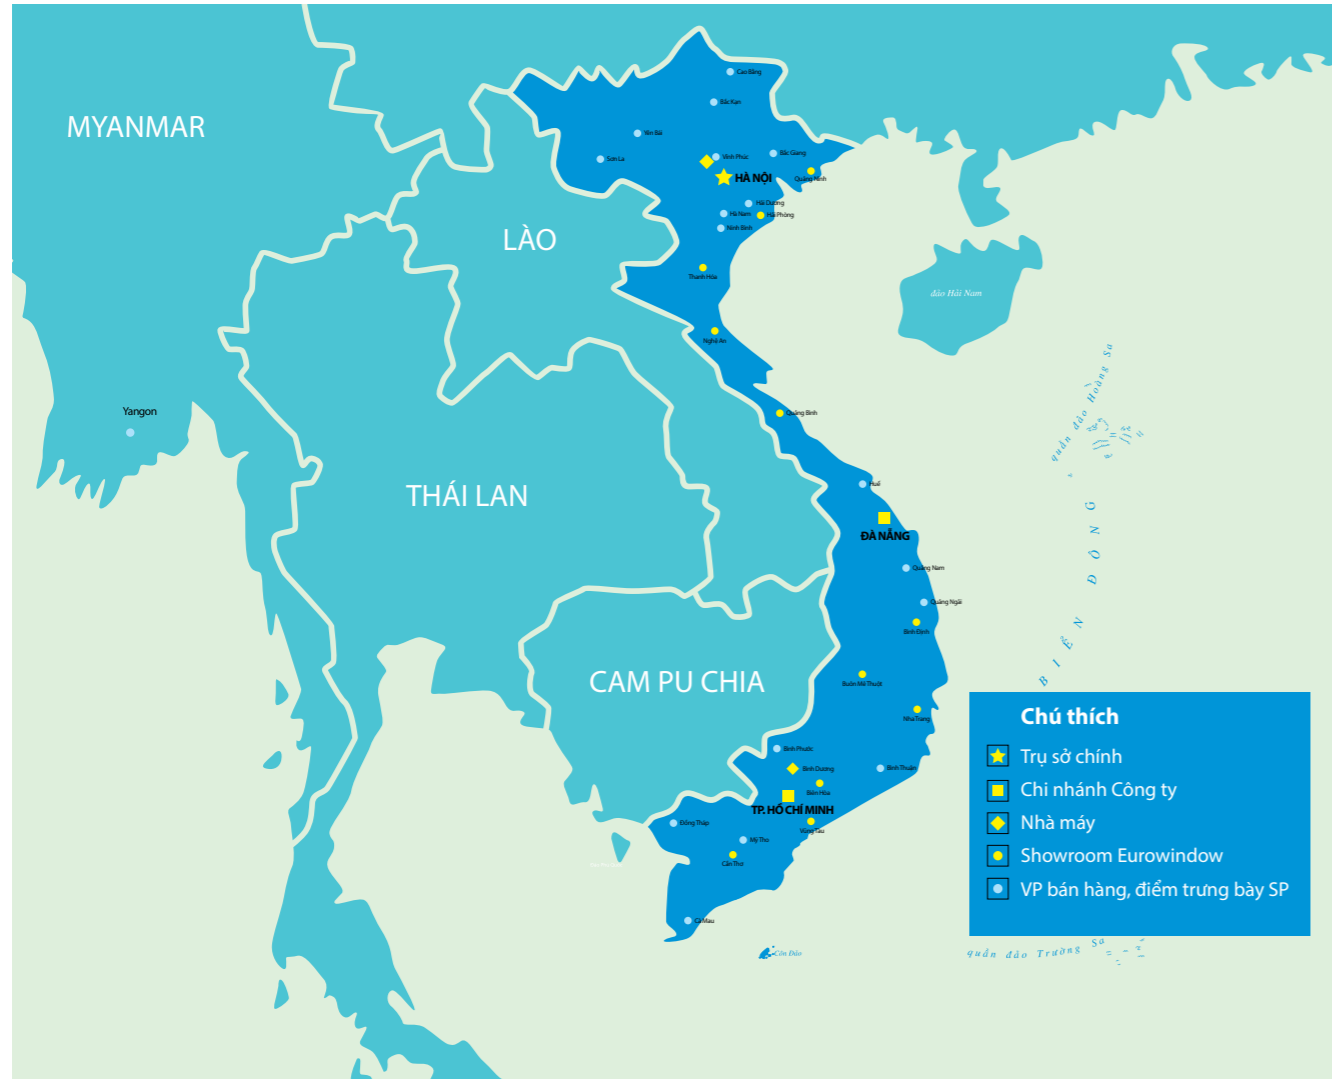 MYANMAR
Cao Bằng
Bắc Kạn
Yên Bái
Sơn La
Vĩnh Phúc
Bắc Giang
HÀ NỘI
Quảng Ninh
Hải Dương
Hà Nam
Hải Phòng
Ninh Bình
LÀO
Thanh Hóa
đảo Hải Nam
Nghệ An
quần đảo Hoàng Sa
Yangon
Quảng Bình
THÁI LAN
Huế
ĐÀ NẴNG
BIỂN ĐÔNG
Quảng Nam
Quảng Ngãi
Bình Định
CAM PU CHIA
Buôn Mê Thuột
Nha Trang
Bình Phước
Bình Dương
Bình Thuận
Biên Hòa
TP. HỒ CHÍ MINH
Đồng Tháp
Vũng Tàu
Mỹ Tho
Cần Thơ
Cà Mau
Côn Đảo
quần đảo Trường Sa
Chú thích
Trụ sở chính
Chi nhánh Công ty
Nhà máy
Showroom Eurowindow
VP bán hàng, điểm trưng bày SP